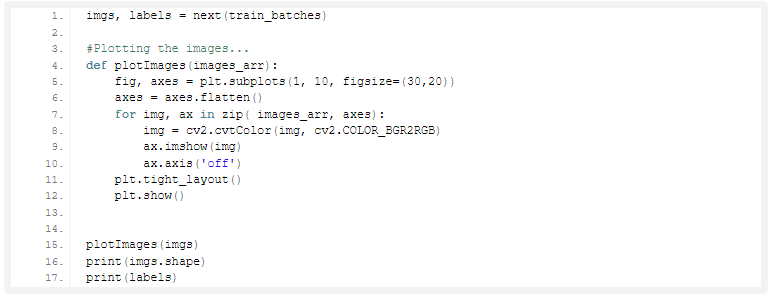 1. imgs, labels = next(train_batches)
2.
3. #Plotting the images...
4. def plotImages(images_arr):
5.     fig, axes = plt.subplots(1, 10, figsize=(30,20))
6.     axes = axes.flatten()
7.     for img, ax in zip( images_arr, axes):
8.         img = cv2.cvtColor(img, cv2.COLOR_BGR2RGB)
9.         ax.imshow(img)
10.         ax.axis('off')
11.     plt.tight_layout()
12.     plt.show()
13.
14.
15. plotImages(imgs)
16. print(imgs.shape)
17. print(labels)